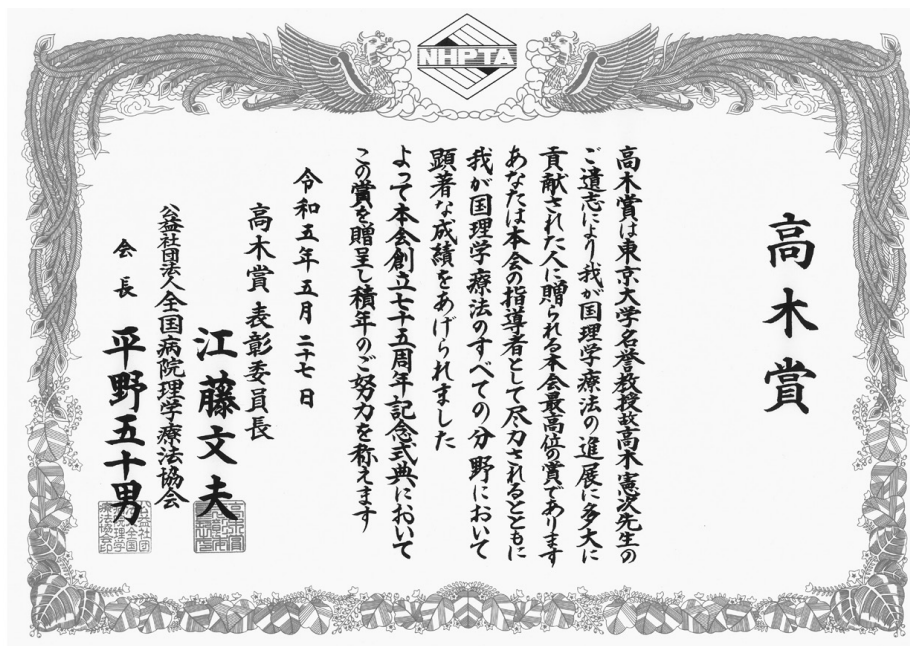 NHPTA
高木賞
高木賞は東京大学名誉教授故高木憲次先生の
ご遺志により我が国理学療法の進展に多大に
貢献された人に贈られる本会最高位の賞であります
あなたは本会の指導者として尽力されるとともに
我が国理学療法のすべての分野において
顕著な成績をあげられました
よって本会創立七十五周年記念式典において
この賞を贈呈し積年のご努力を称えます
令和五年五月二十七日
高木賞 表彰委員長
江藤文夫
公益社団法人全国病院理学療法協会
会長 平野五十男